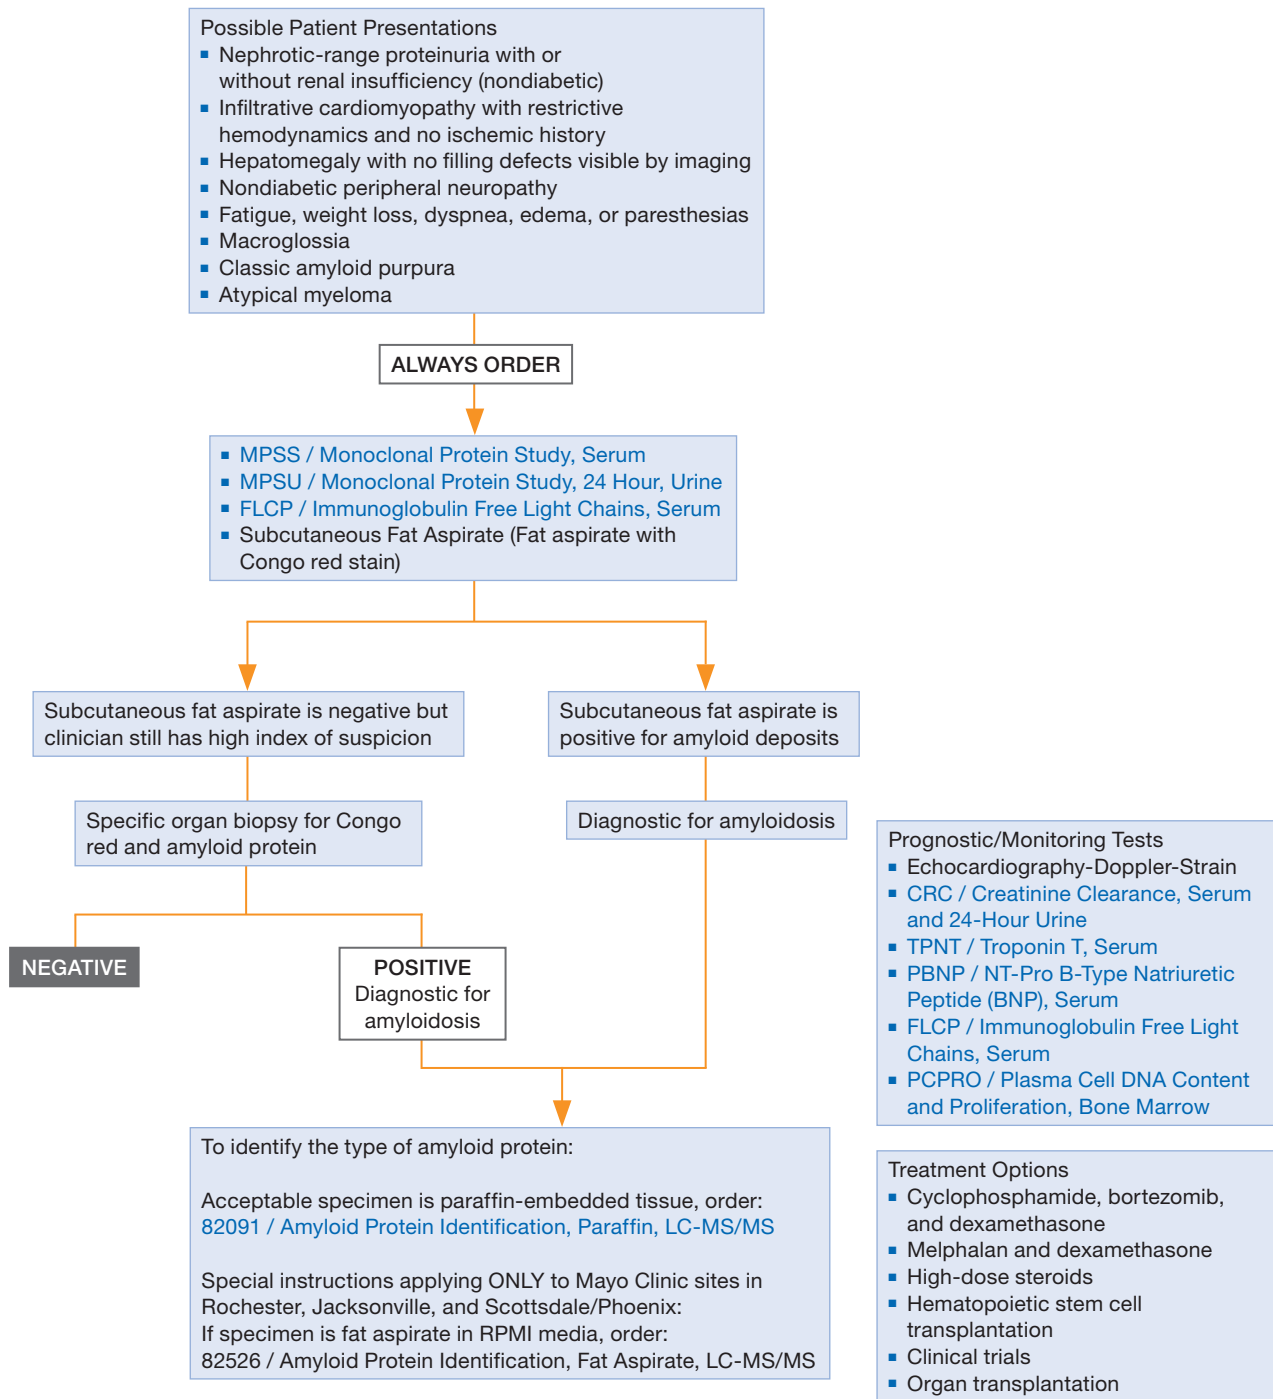 Possible Patient Presentations
▪ Nephrotic-range proteinuria with or
without renal insufficiency (nondiabetic)
▪ Infiltrative cardiomyopathy with restrictive
hemodynamics and no ischemic history
▪ Hepatomegaly with no filling defects visible by imaging
▪ Nondiabetic peripheral neuropathy
▪ Fatigue, weight loss, dyspnea, edema, or paresthesias
▪ Macroglossia
▪ Classic amyloid purpura
▪ Atypical myeloma
ALWAYS ORDER
▪ MPSS / Monoclonal Protein Study, Serum
▪ MPSU / Monoclonal Protein Study, 24 Hour, Urine
▪ FLCP / Immunoglobulin Free Light Chains, Serum
▪ Subcutaneous Fat Aspirate (Fat aspirate with
Congo red stain)
Subcutaneous fat aspirate is negative but
clinician still has high index of suspicion
Subcutaneous fat aspirate is
positive for amyloid deposits
Specific organ biopsy for Congo
red and amyloid protein
Diagnostic for amyloidosis
NEGATIVE
POSITIVE
Diagnostic for
amyloidosis
To identify the type of amyloid protein:
Acceptable specimen is paraffin-embedded tissue, order:
82091 / Amyloid Protein Identification, Paraffin, LC-MS/MS
Special instructions applying ONLY to Mayo Clinic sites in
Rochester, Jacksonville, and Scottsdale/Phoenix:
If specimen is fat aspirate in RPMI media, order:
82526 / Amyloid Protein Identification, Fat Aspirate, LC-MS/MS
Prognostic/Monitoring Tests
▪ Echocardiography-Doppler-Strain
▪ CRC / Creatinine Clearance, Serum
and 24-Hour Urine
▪ TPNT / Troponin T, Serum
▪ PBNP / NT-Pro B-Type Natriuretic
Peptide (BNP), Serum
▪ FLCP / Immunoglobulin Free Light
Chains, Serum
▪ PCPRO / Plasma Cell DNA Content
and Proliferation, Bone Marrow
Treatment Options
▪ Cyclophosphamide, bortezomib,
and dexamethasone
▪ Melphalan and dexamethasone
▪ High-dose steroids
▪ Hematopoietic stem cell
transplantation
▪ Clinical trials
▪ Organ transplantation